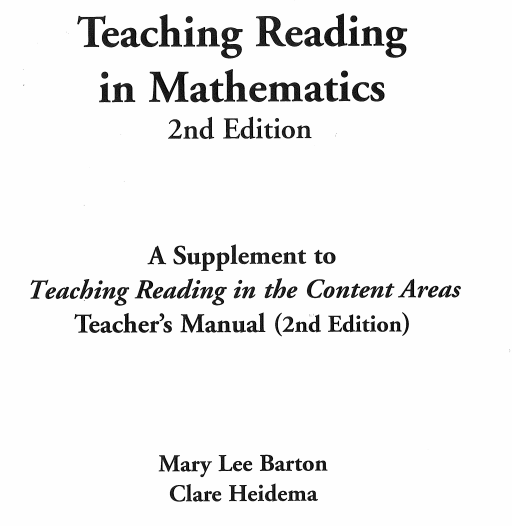 Teaching Reading
in Mathematics
2nd Edition
A Supplement to
Teaching Reading in the Content Areas
Teacher's Manual (2nd Edition)
Mary Lee Barton
Clare Heidema